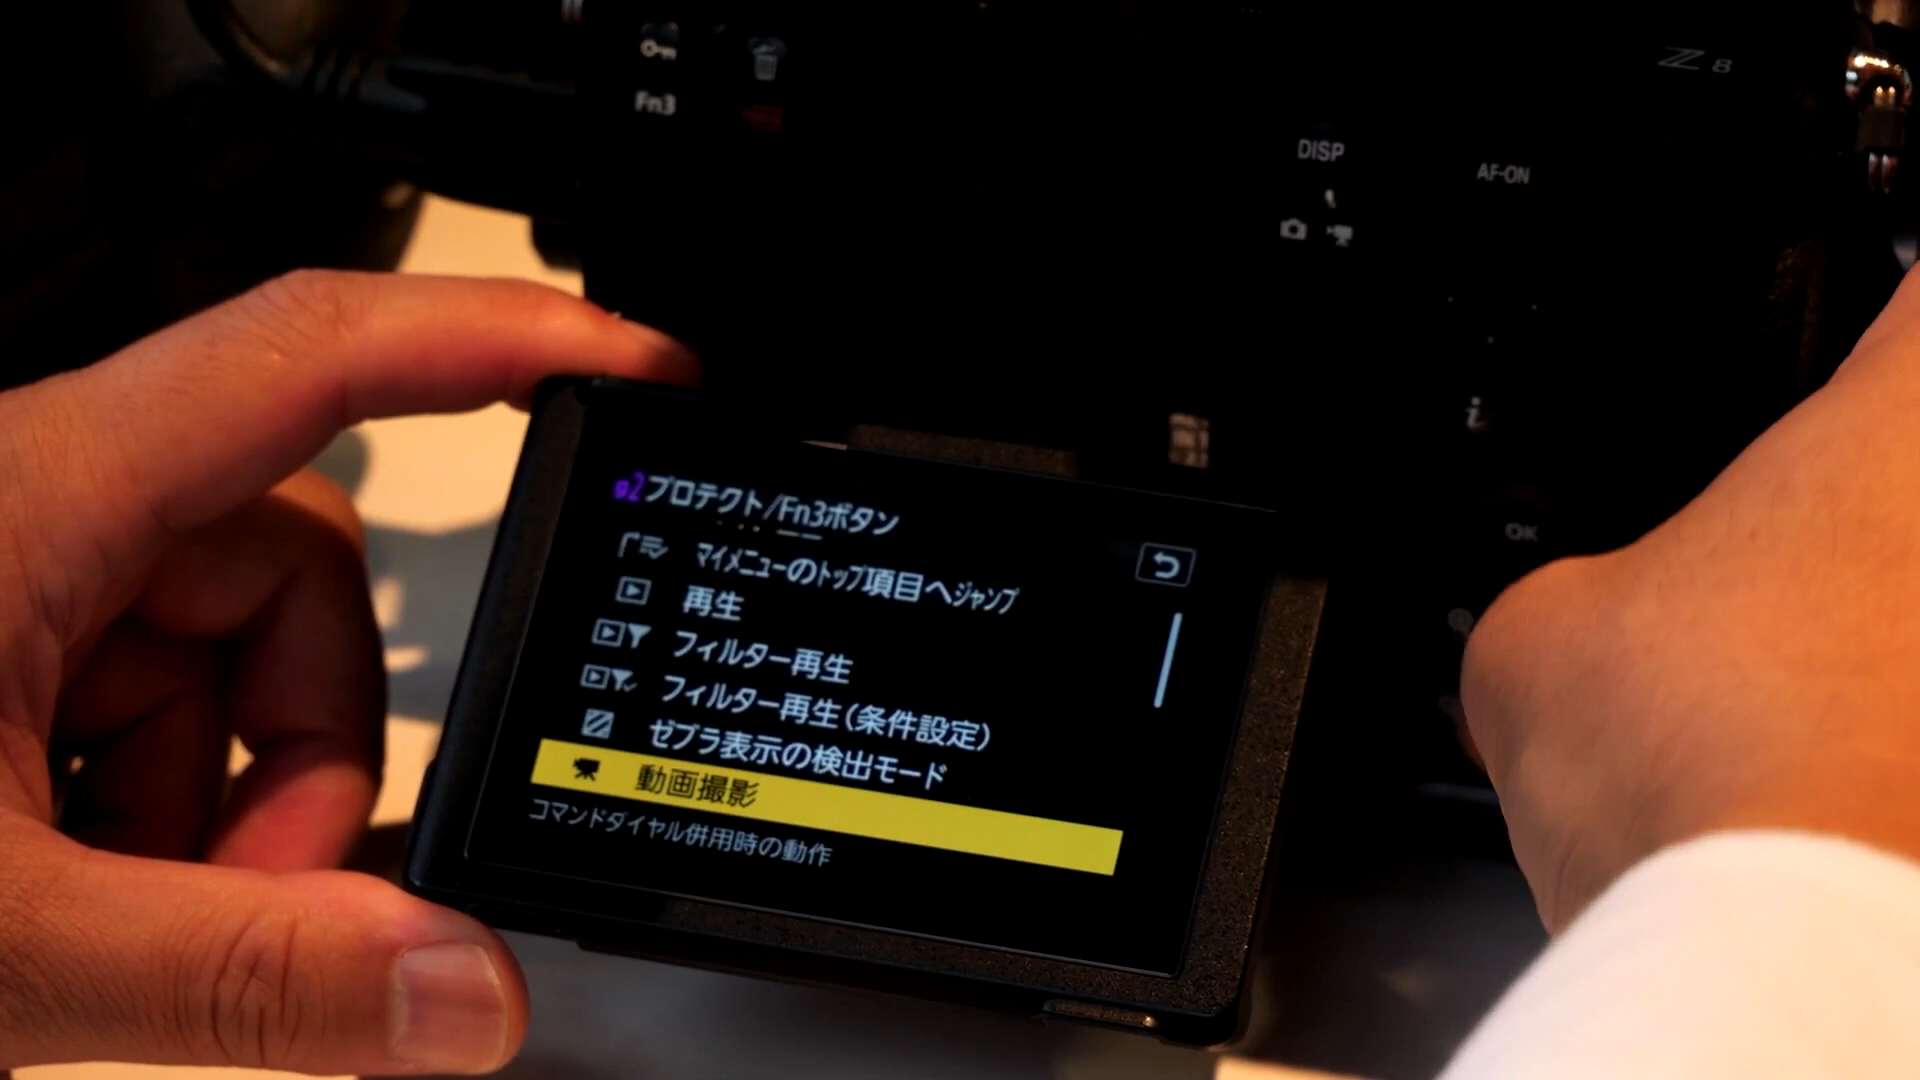 Z 8
Fn3
DISP
AF-ON
i
OK
g2プロテクト/Fn3ボタン
マイメニューのトップ項目へジャンプ
再生
フィルター再生
フィルター再生(条件設定)
ゼブラ表示の検出モード
動画撮影
コマンドダイヤル併用時の動作